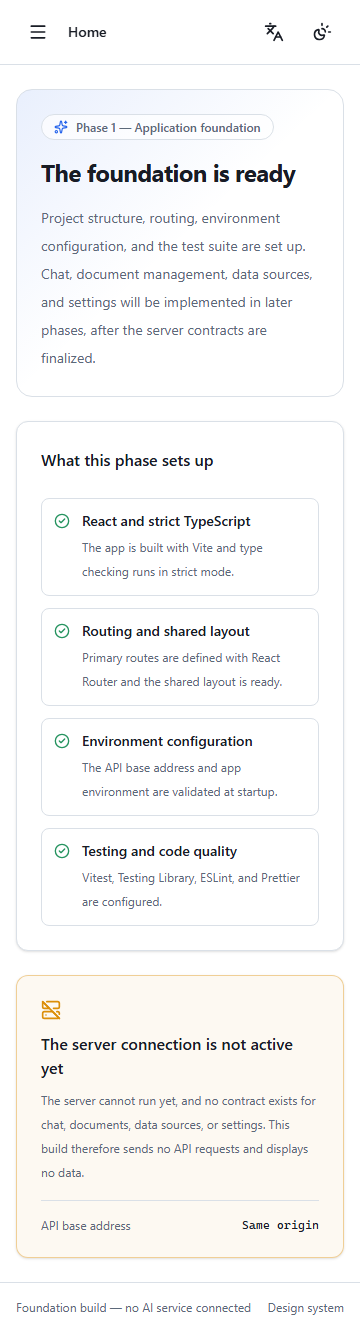 Home
Phase 1 — Application foundation
The foundation is ready
Project structure, routing, environment
configuration, and the test suite are set up.
Chat, document management, data sources,
and settings will be implemented in later
phases, after the server contracts are
finalized.
What this phase sets up
React and strict TypeScript
The app is built with Vite and type
checking runs in strict mode.
Routing and shared layout
Primary routes are defined with React
Router and the shared layout is ready.
Environment configuration
The API base address and app
environment are validated at startup.
Testing and code quality
Vitest, Testing Library, ESLint, and Prettier
are configured.
The server connection is not active
yet
The server cannot run yet, and no contract exists for
chat, documents, data sources, or settings. This
build therefore sends no API requests and displays
no data.
API base address Same origin
Foundation build — no AI service connected Design system